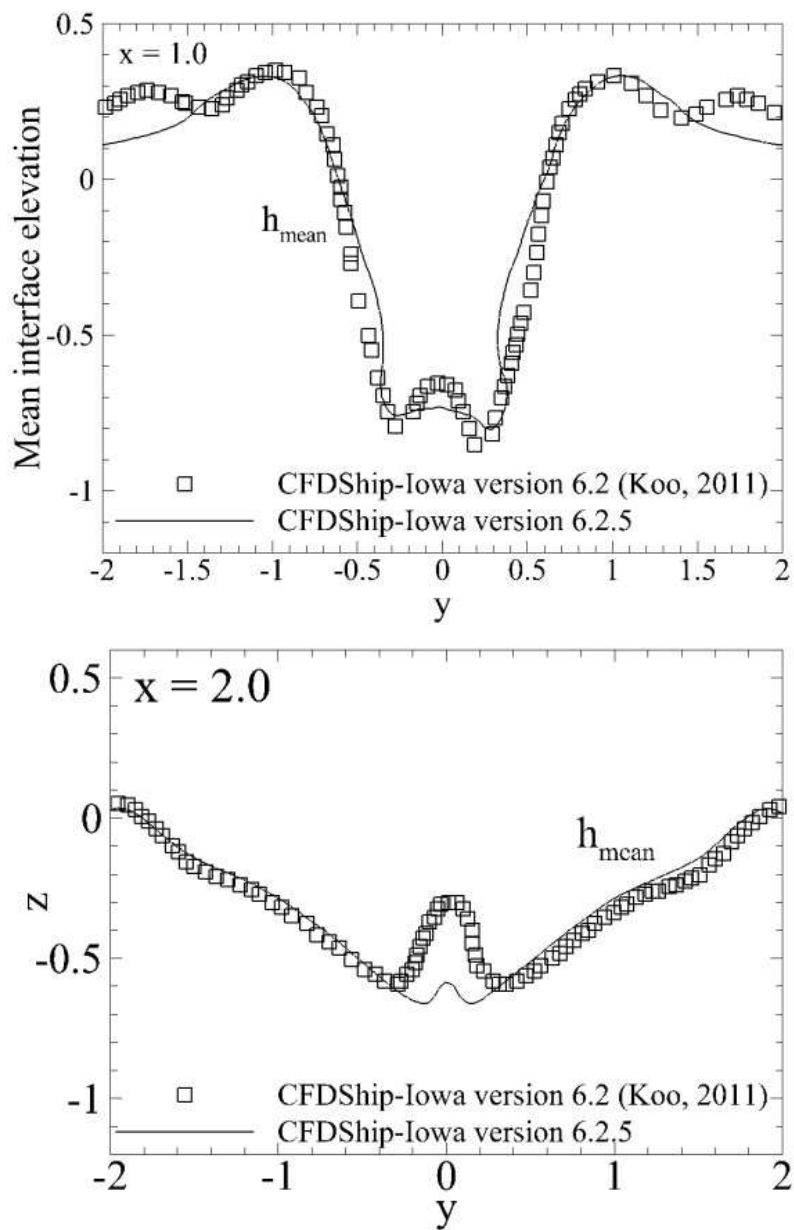 0.5
x = 1.0
0
h_mean
-0.5
-1
Mean interface elevation
CFDShip-Iowa version 6.2 (Koo, 2011)
CFDShip-Iowa version 6.2.5
-2 -1.5 -1 -0.5 0 0.5 1 1.5 2
y
x = 2.0
0.5
0
h_mean
z
-0.5
-1
CFDShip-Iowa version 6.2 (Koo, 2011)
CFDShip-Iowa version 6.2.5
-2 -1 0 1 2
y